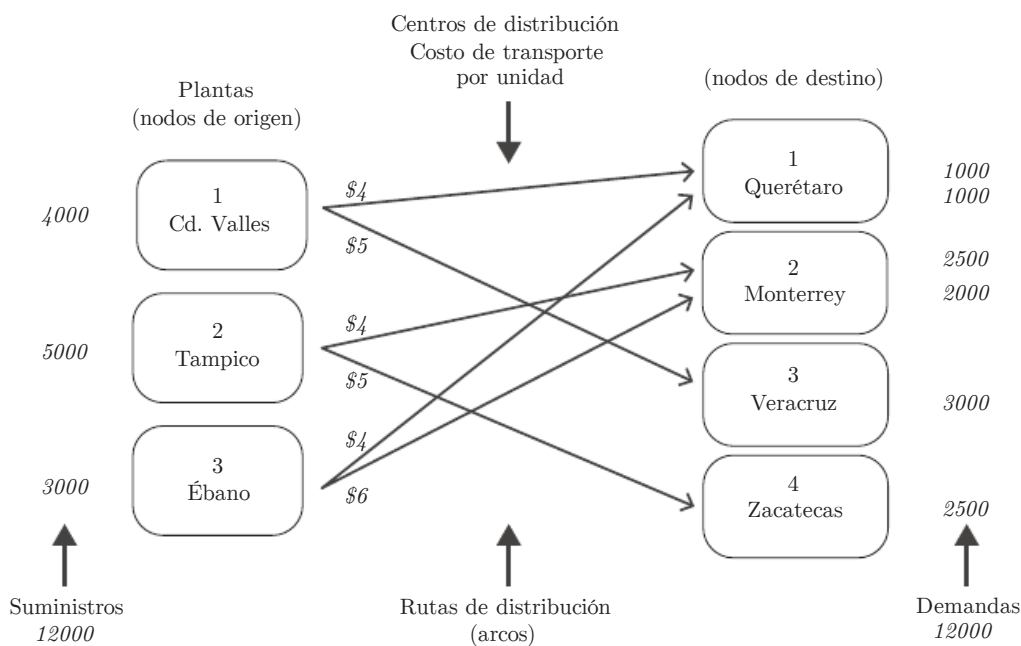 Centros de distribución
Costo de transporte
por unidad
(nodos de destino)
Plantas
(nodos de origen)
1
Cd. Valles
4000
2
Tampico
5000
3
Ébano
3000
$4
$5
$4
$5
$4
$6
1
Querétaro
1000
1000
2
Monterrey
2500
2000
3
Veracruz
3000
4
Zacatecas
2500
Suministros
12000
Rutas de distribución
(arcos)
Demandas
12000